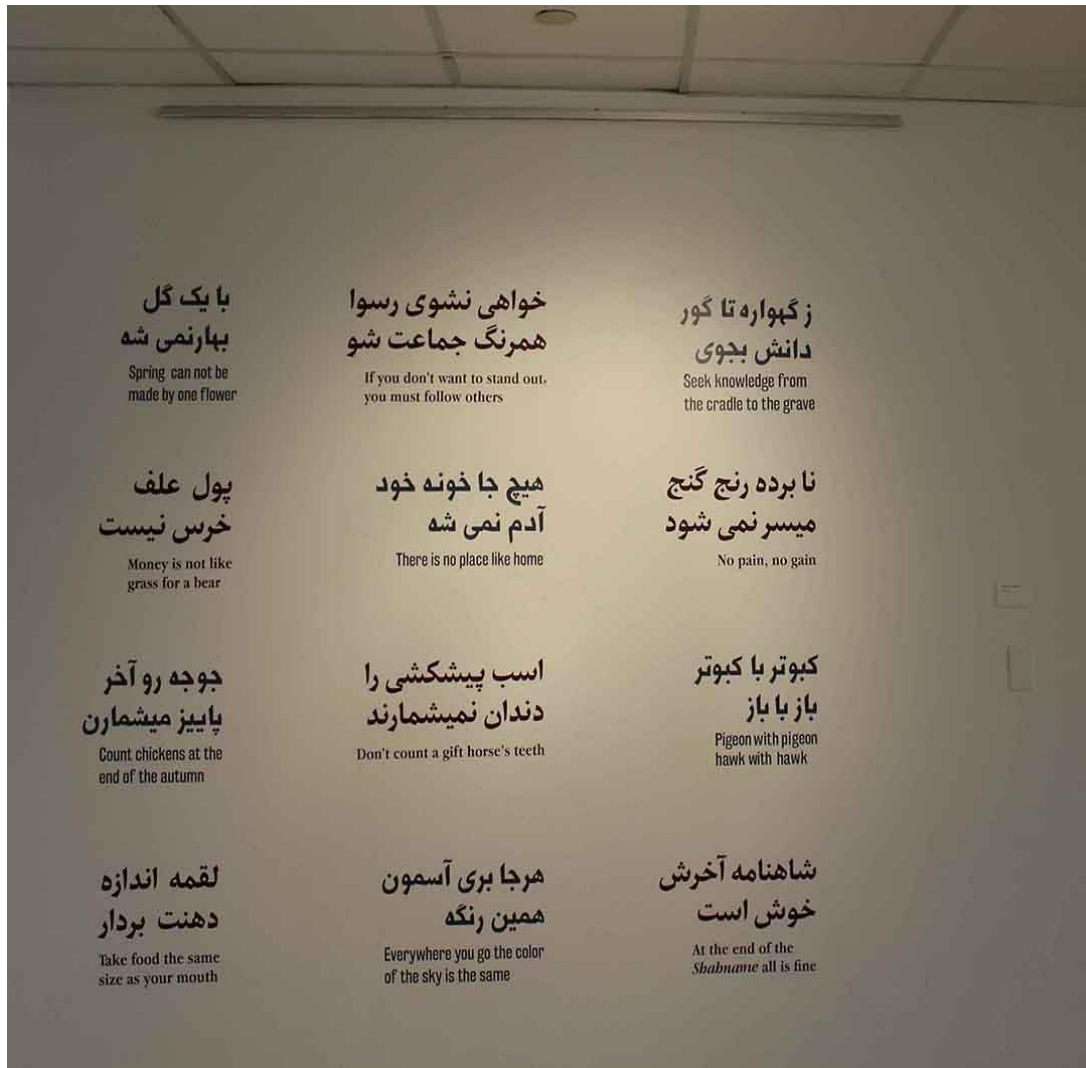 ز گهواره تا گور
دانش بجوی
Seek knowledge from
the cradle to the grave
خواهی نشوی رسوا
همرنگ جماعت شو
If you don't want to stand out,
you must follow others
با یک گل
بهارنمی شه
Spring can not be
made by one flower
نا برده رنج گنج
میسر نمی شود
No pain, no gain
هیچ جا خونه خود
آدم نمی شه
There is no place like home
پول علف
خرس نیست
Money is not like
grass for a bear
کبوتر با کبوتر
باز با باز
Pigeon with pigeon
hawk with hawk
اسب پیشکشی را
دندان نمیشمارند
Don't count a gift horse's teeth
جوجه رو آخر
پاییز میشمارن
Count chickens at the
end of the autumn
شاهنامه آخرش
خوش است
At the end of the
Shahname all is fine
هرجا بری آسمون
همین رنگه
Everywhere you go the color
of the sky is the same
لقمه اندازه
دهنت بردار
Take food the same
size as your mouth